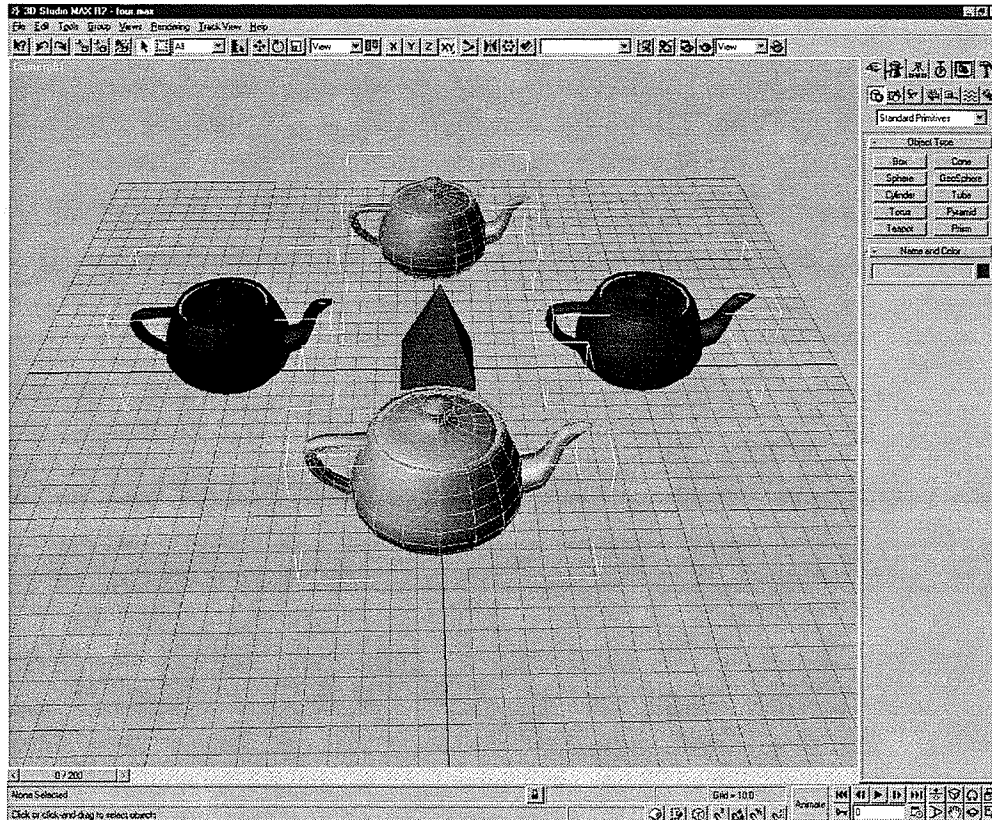 3D Studio MAX R2 - four.max
File Edit Tools Group Views Rendering Track View Help
All
View
X Y Z XY
View
Standard Primitives
- Object Type
Box Cone
Sphere GeoSphere
Cylinder Tube
Torus Pyramid
Teapot Prism
- Name and Color
< 0 / 200 >
None Selected
Grid = 10.0
Animate
Click or click-and-drag to select objects
0